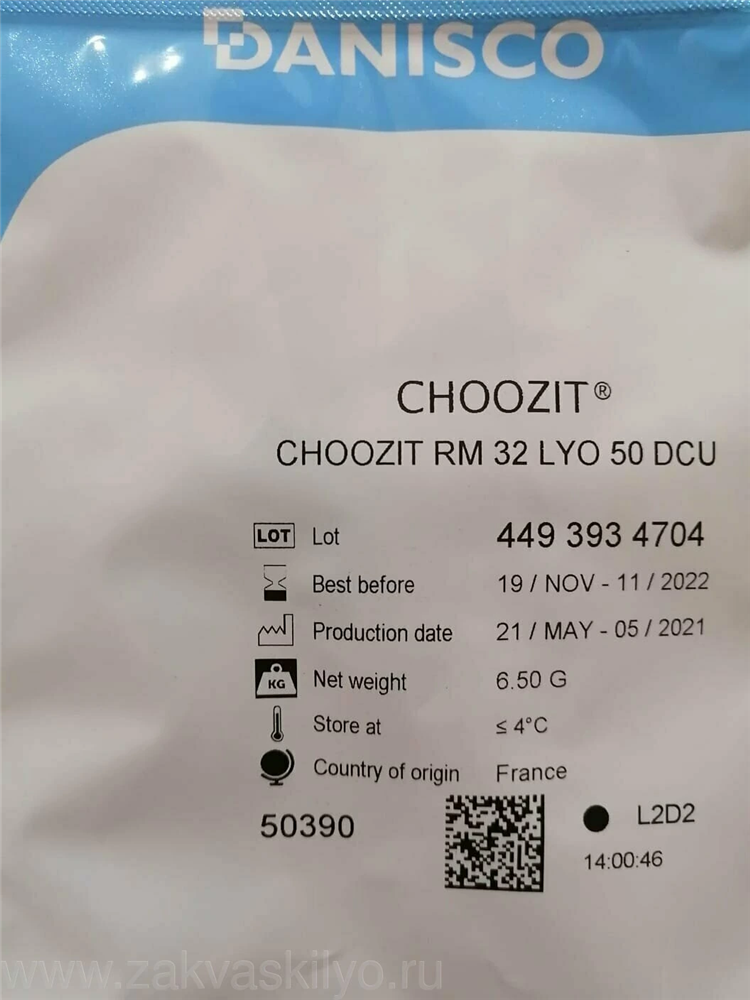 DANISCO
CHOOZIT®
CHOOZIT RM 32 LYO 50 DCU
LOT Lot 449 393 4704
Best before 19 / NOV - 11 / 2022
Production date 21 / MAY - 05 / 2021
KG Net weight 6.50 G
Store at ≤ 4°C
Country of origin France
50390 L2D2
14:00:46
www.zakvaskilyo.ru